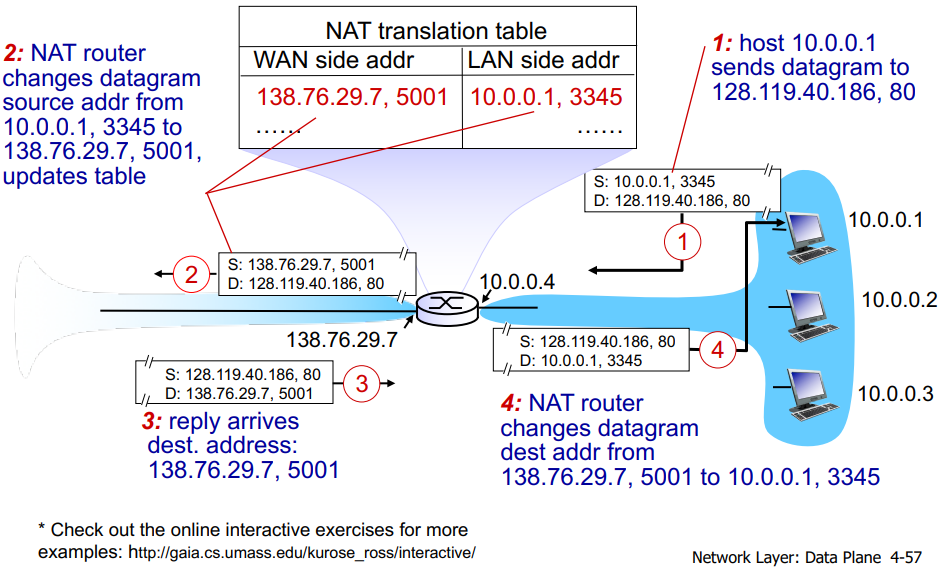 2: NAT router
changes datagram
source addr from
10.0.0.1, 3345 to
138.76.29.7, 5001,
updates table
NAT translation table
WAN side addr LAN side addr
138.76.29.7, 5001 10.0.0.1, 3345
…… ……
1: host 10.0.0.1
sends datagram to
128.119.40.186, 80
S: 10.0.0.1, 3345
D: 128.119.40.186, 80
1
10.0.0.1
2
S: 138.76.29.7, 5001
D: 128.119.40.186, 80
10.0.0.4
10.0.0.2
138.76.29.7
S: 128.119.40.186, 80
D: 10.0.0.1, 3345
4
S: 128.119.40.186, 80
D: 138.76.29.7, 5001
3
10.0.0.3
3: reply arrives
dest. address:
138.76.29.7, 5001
4: NAT router
changes datagram
dest addr from
138.76.29.7, 5001 to 10.0.0.1, 3345
* Check out the online interactive exercises for more
examples: http://gaia.cs.umass.edu/kurose_ross/interactive/
Network Layer: Data Plane 4-57